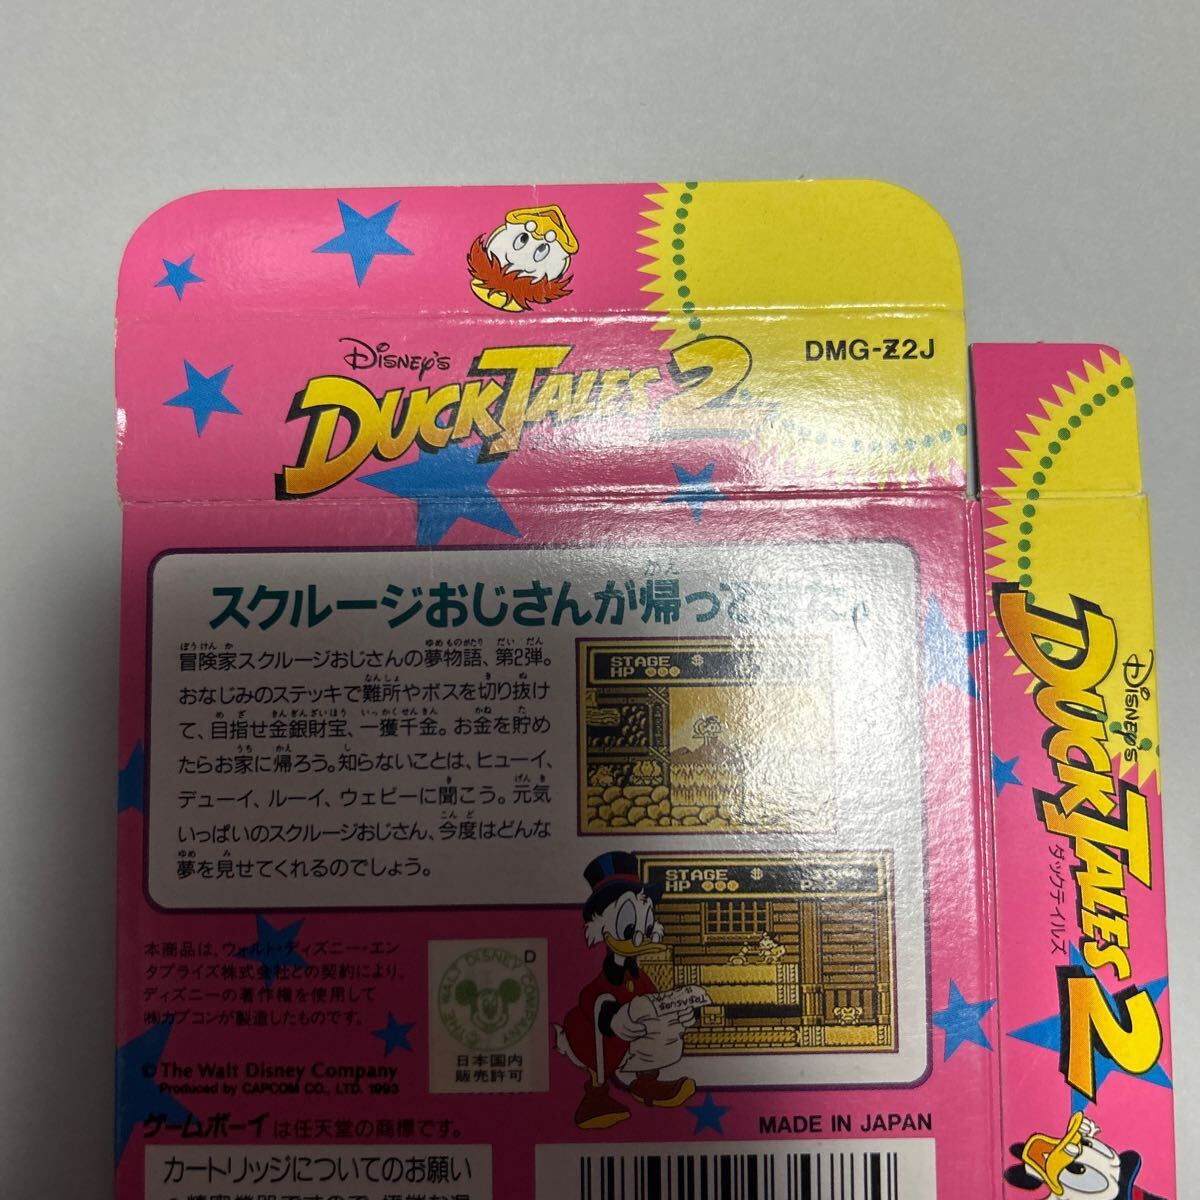 DISNEY'S
DUCKTALES 2
DMG-Z2J
スクルージおじさんが帰ってきた
冒険家スクルージおじさんの夢物語、第2弾。
おなじみのステッキで難所やボスを切り抜け
て、目指せ金銀財宝、一獲千金。お金を貯め
たらお家に帰ろう。知らないことは、ヒューイ、
デューイ、ルーイ、ウェビーに聞こう。元気
いっぱいのスクルージおじさん、今度はどんな
夢を見せてくれるのでしょう。
STAGE $
HP
STAGE $
HP
TREASURE
本商品は、ウォルト・ディズニー・エン
タプライズ株式会社との契約により、
ディズニーの著作権を使用して
㈱カプコンが製造したものです。
©THE WALT DISNEY COMPANY
D
日本国内
販売許可
©The Walt Disney Company
Produced by CAPCOM CO., LTD. 1993
ゲームボーイは任天堂の商標です。
カートリッジについてのお願い
MADE IN JAPAN
DISNEY'S
DUCKTALES 2
ダックテイルズ